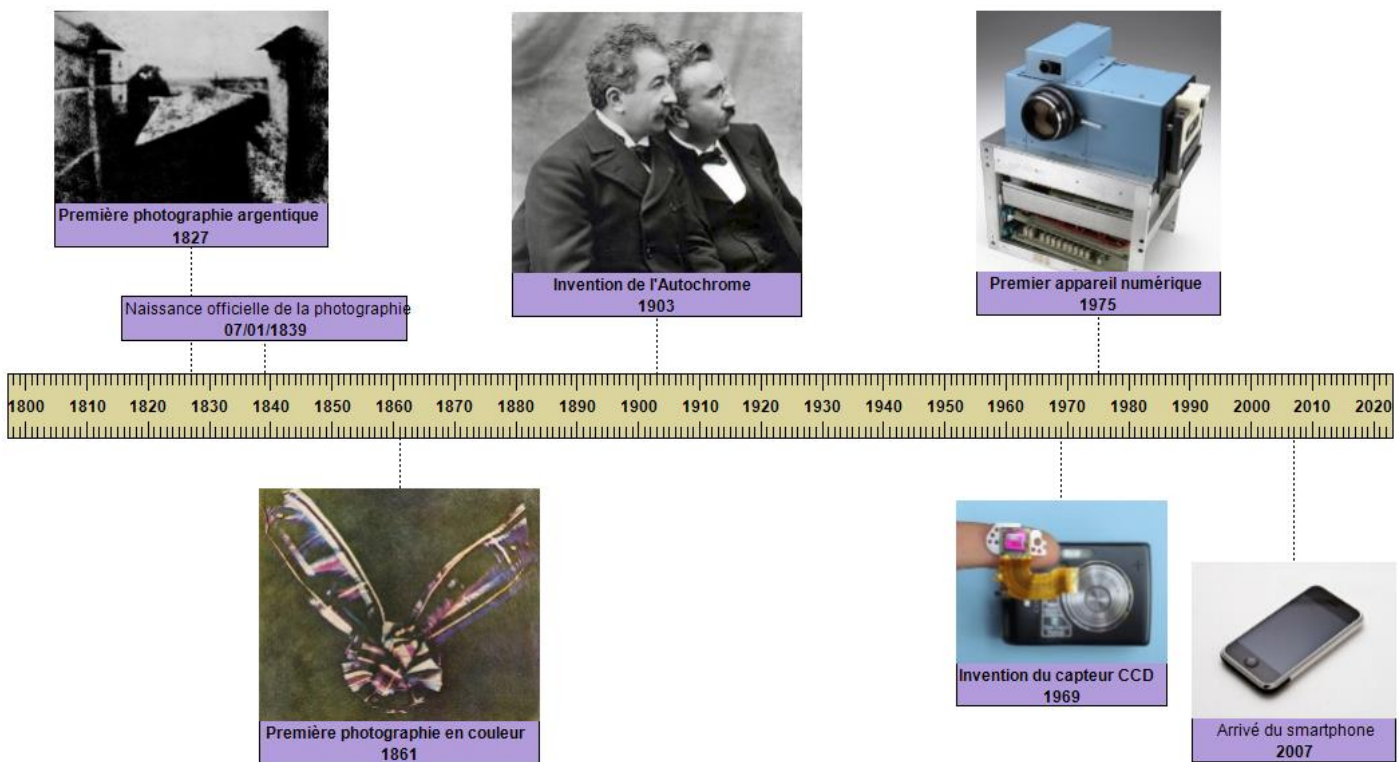 Première photographie argentique
1827
Naissance officielle de la photographie
07/01/1839
Invention de l'Autochrome
1903
Premier appareil numérique
1975
1800 1810 1820 1830 1840 1850 1860 1870 1880 1890 1900 1910 1920 1930 1940 1950 1960 1970 1980 1990 2000 2010 2020
Première photographie en couleur
1861
Invention du capteur CCD
1969
Arrivé du smartphone
2007